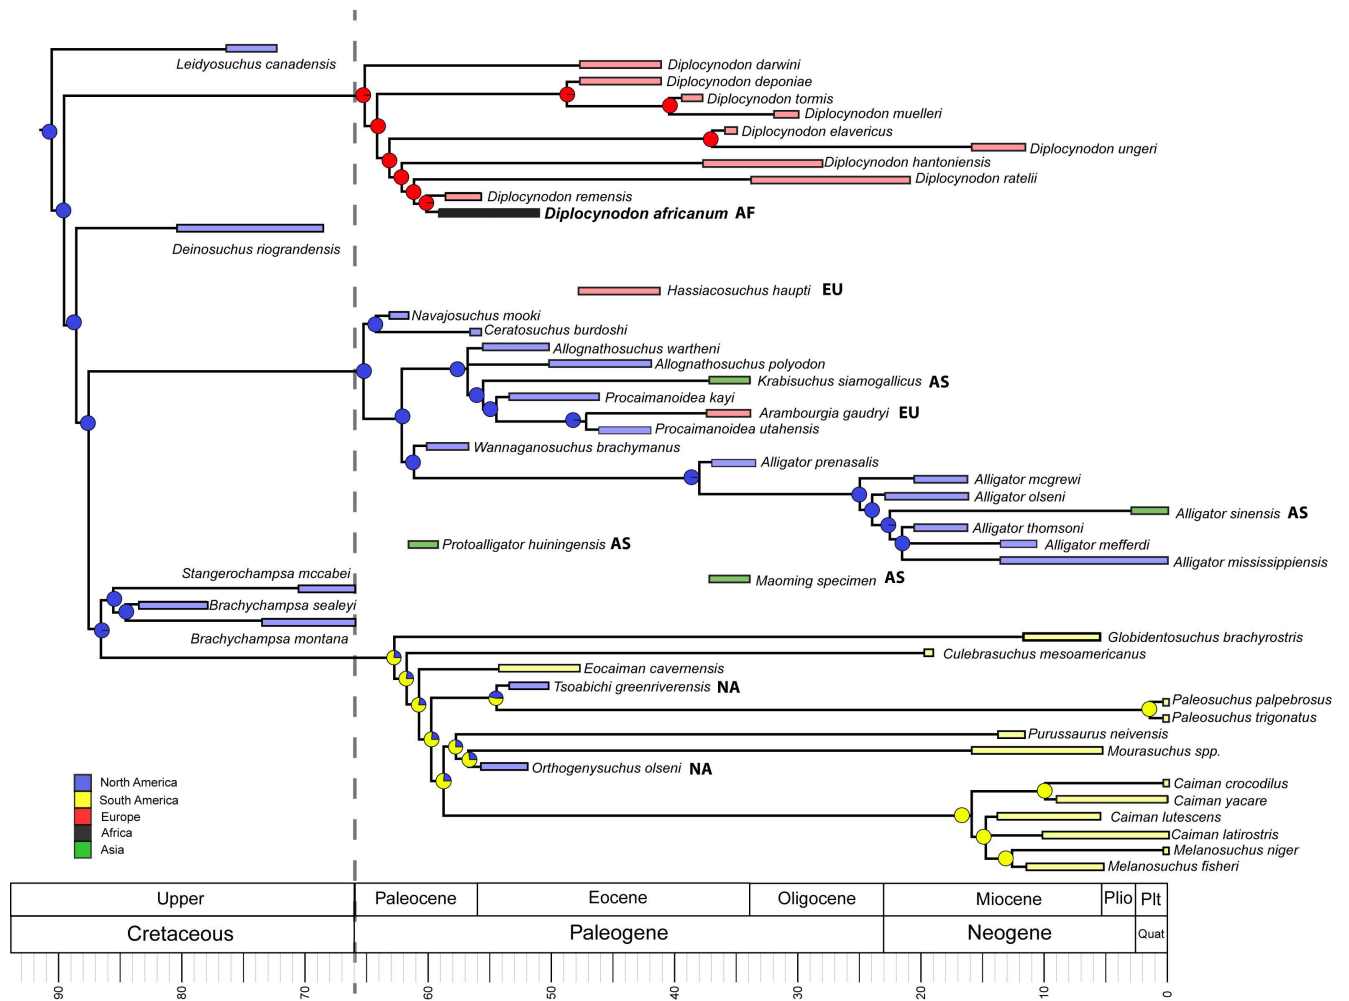 Leidyosuchus canadensis
Diplocynodon darwini
Diplocynodon deponiae
Diplocynodon tormis
Diplocynodon muelleri
Diplocynodon elavericus
Diplocynodon ungeri
Diplocynodon hantoniensis
Diplocynodon ratelii
Diplocynodon remensis
Diplocynodon africanum AF
Deinosuchus riograndensis
Hassiacosuchus haupti EU
Navajosuchus mooki
Ceratosuchus burdoshi
Allognathosuchus wartheni
Allognathosuchus polyodon
Krabisuchus siamogallicus AS
Procaimanoidea kayi
Arambourgia gaudryi EU
Procaimanoidea utahensis
Wannaganosuchus brachymanus
Alligator prenasalis
Alligator mcgrewi
Alligator olseni
Alligator sinensis AS
Alligator thomsoni
Protoalligator huiningensis AS
Alligator mefferdi
Alligator mississippiensis
Stangerochampsa mccabei
Maoming specimen AS
Brachychampsa sealeyi
Brachychampsa montana
Globidentosuchus brachyrostris
Culebrasuchus mesoamericanus
Eocaiman cavernensis
Tsoabichi greenriverensis NA
Paleosuchus palpebrosus
Paleosuchus trigonatus
Purussaurus neivensis
Mourasuchus spp.
Orthogenysuchus olseni NA
Caiman crocodilus
Caiman yacare
Caiman lutescens
Caiman latirostris
Melanosuchus niger
Melanosuchus fisheri
North America
South America
Europe
Africa
Asia
Upper Paleocene Eocene Oligocene Miocene Plio Plt
Cretaceous Paleogene Neogene Quat
90 80 70 60 50 40 30 20 10 0